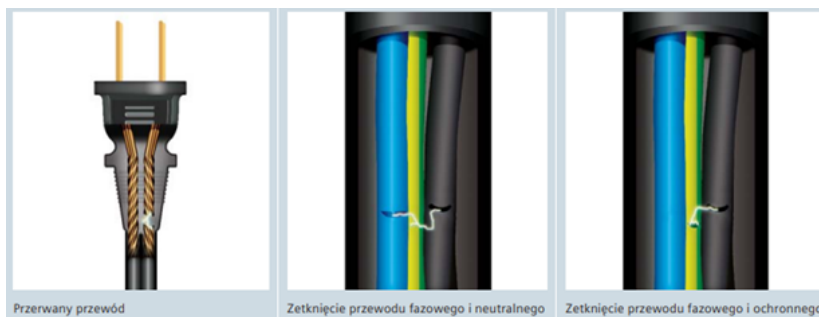 Przerwany przewód
Zetknięcie przewodu fazowego i neutralnego
Zetknięcie przewodu fazowego i ochronnego